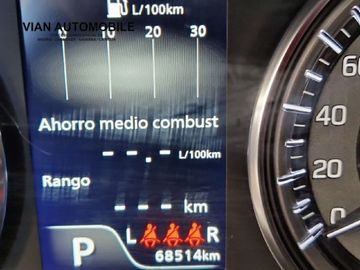 VIAN AUTOMOBILE
L/100km
10 20 30
Ahorro medio combust
--.- L/100km
Rango
--- km
L R
P 68514km
60
40
20
0